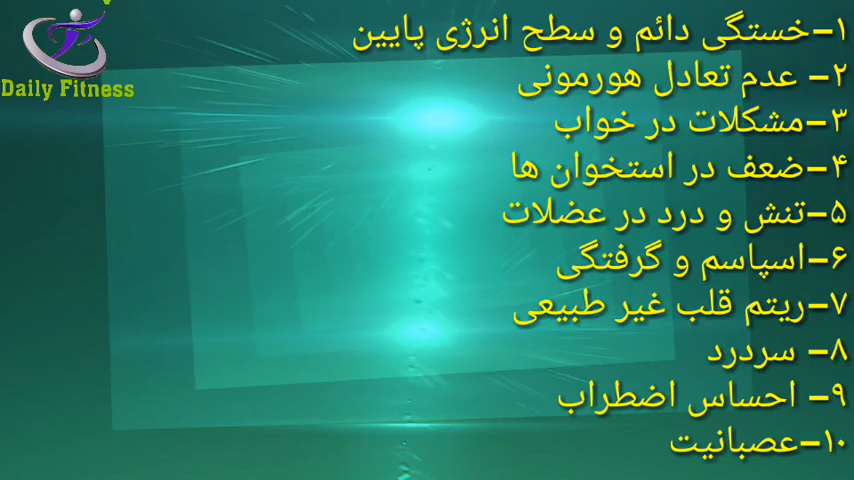 Daily Fitness
۱-خستگی دائم و سطح انرژی پایین
۲- عدم تعادل هورمونی
۳-مشکلات در خواب
۴-ضعف در استخوان ها
۵-تنش و درد در عضلات
۶-اسپاسم و گرفتگی
۷-ریتم قلب غیر طبیعی
۸- سردرد
۹- احساس اضطراب
۱۰-عصبانیت